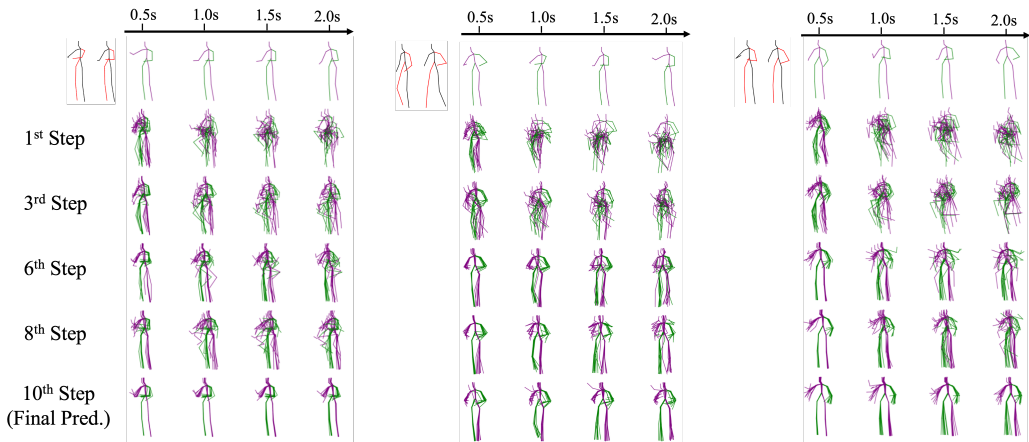 0.5s 1.0s 1.5s 2.0s 0.5s 1.0s 1.5s 2.0s 0.5s 1.0s 1.5s 2.0s
1st Step
3rd Step
6th Step
8th Step
10th Step
(Final Pred.)